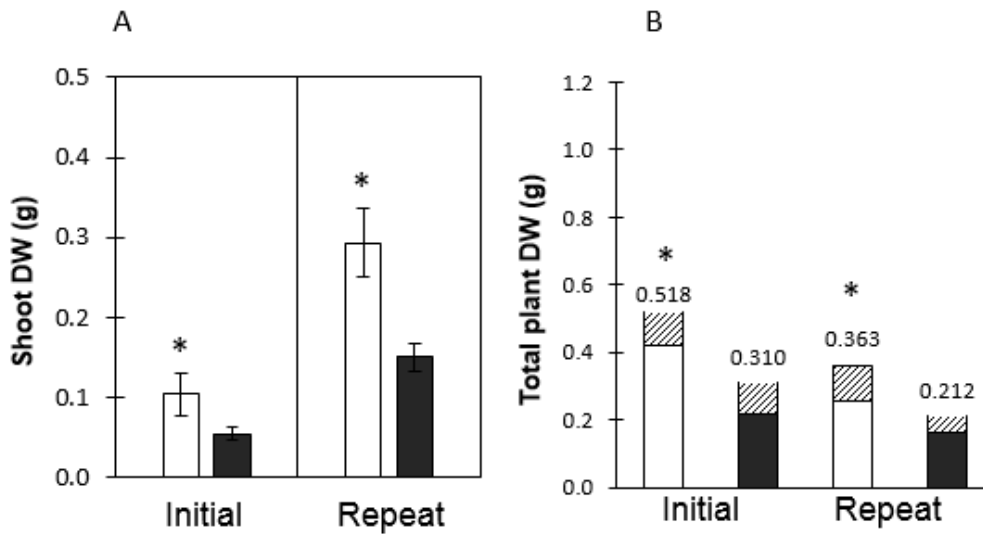 A
Shoot DW (g)
0.5
0.4
0.3
0.2
0.1
0.0
*
*
Initial
Repeat
B
Total plant DW (g)
1.2
1.0
0.8
0.6
0.4
0.2
0.0
*
0.518
0.310
*
0.363
0.212
Initial
Repeat